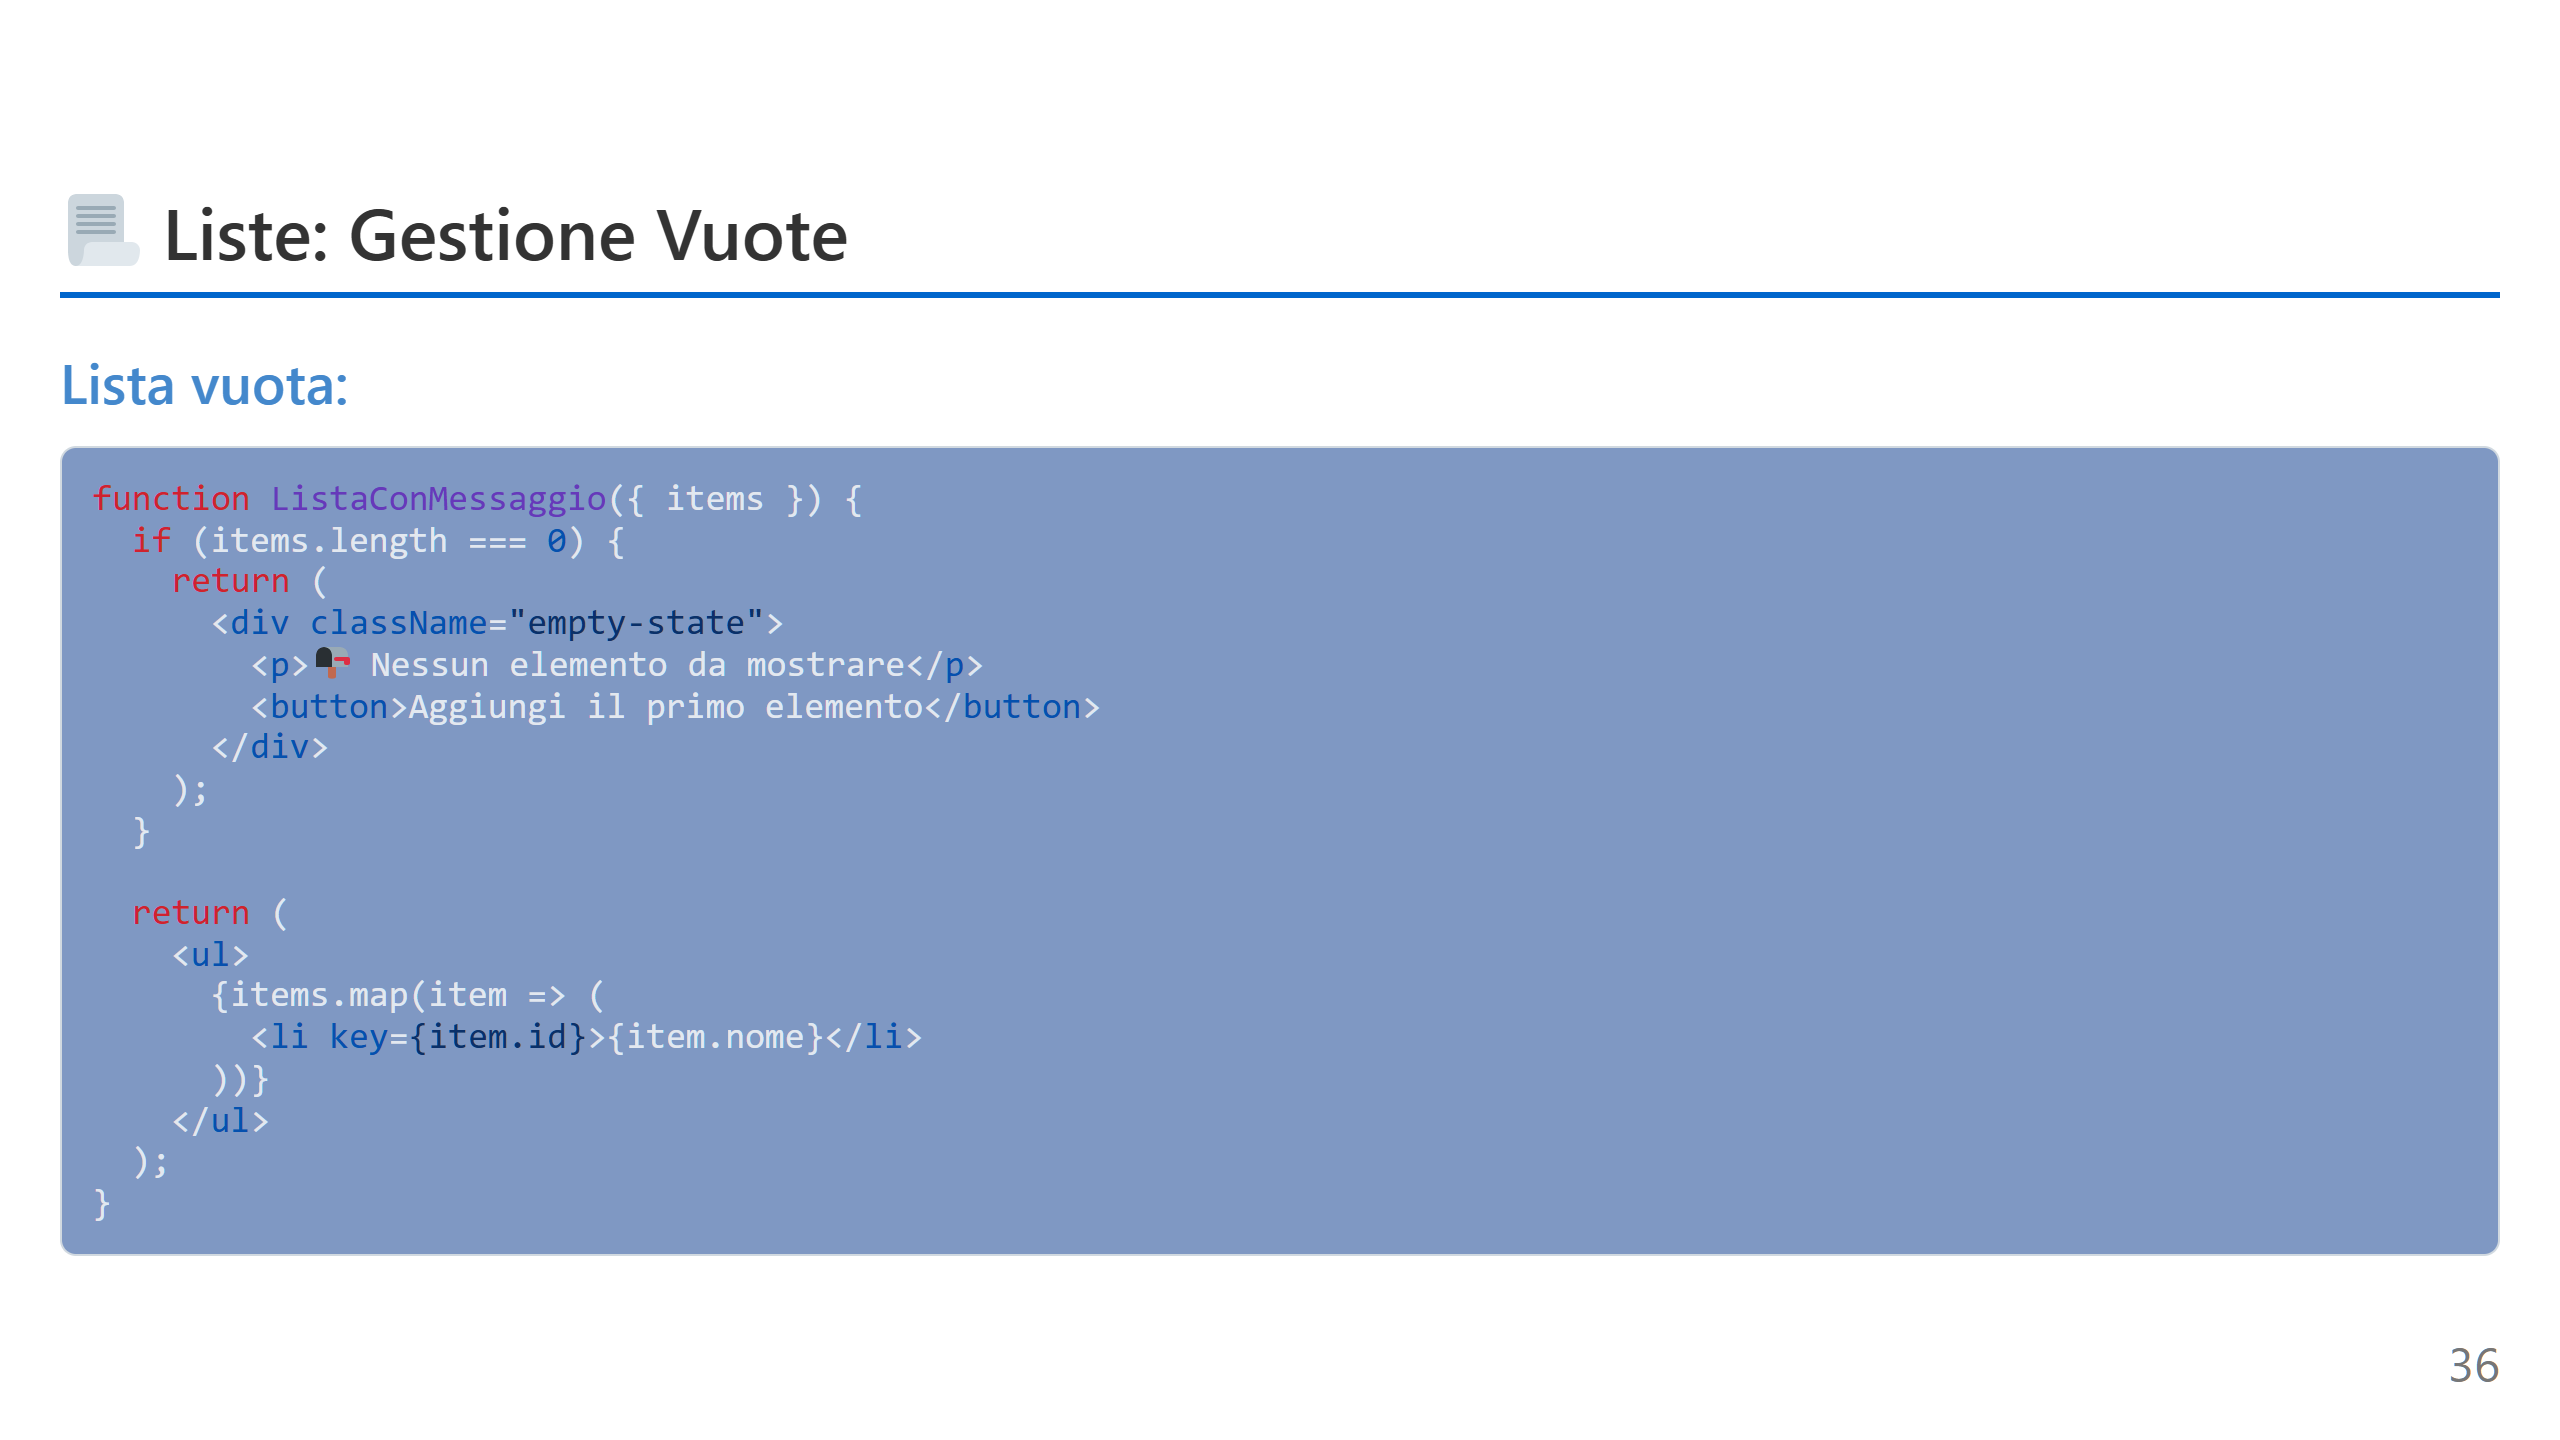 📜 Liste: Gestione Vuote
Lista vuota:
function ListaConMessaggio({ items }) {
  if (items.length === 0) {
    return (
      <div className="empty-state">
        <p>📭 Nessun elemento da mostrare</p>
        <button>Aggiungi il primo elemento</button>
      </div>
    );
  }

  return (
    <ul>
      {items.map(item => (
        <li key={item.id}>{item.nome}</li>
      ))}
    </ul>
  );
}
36